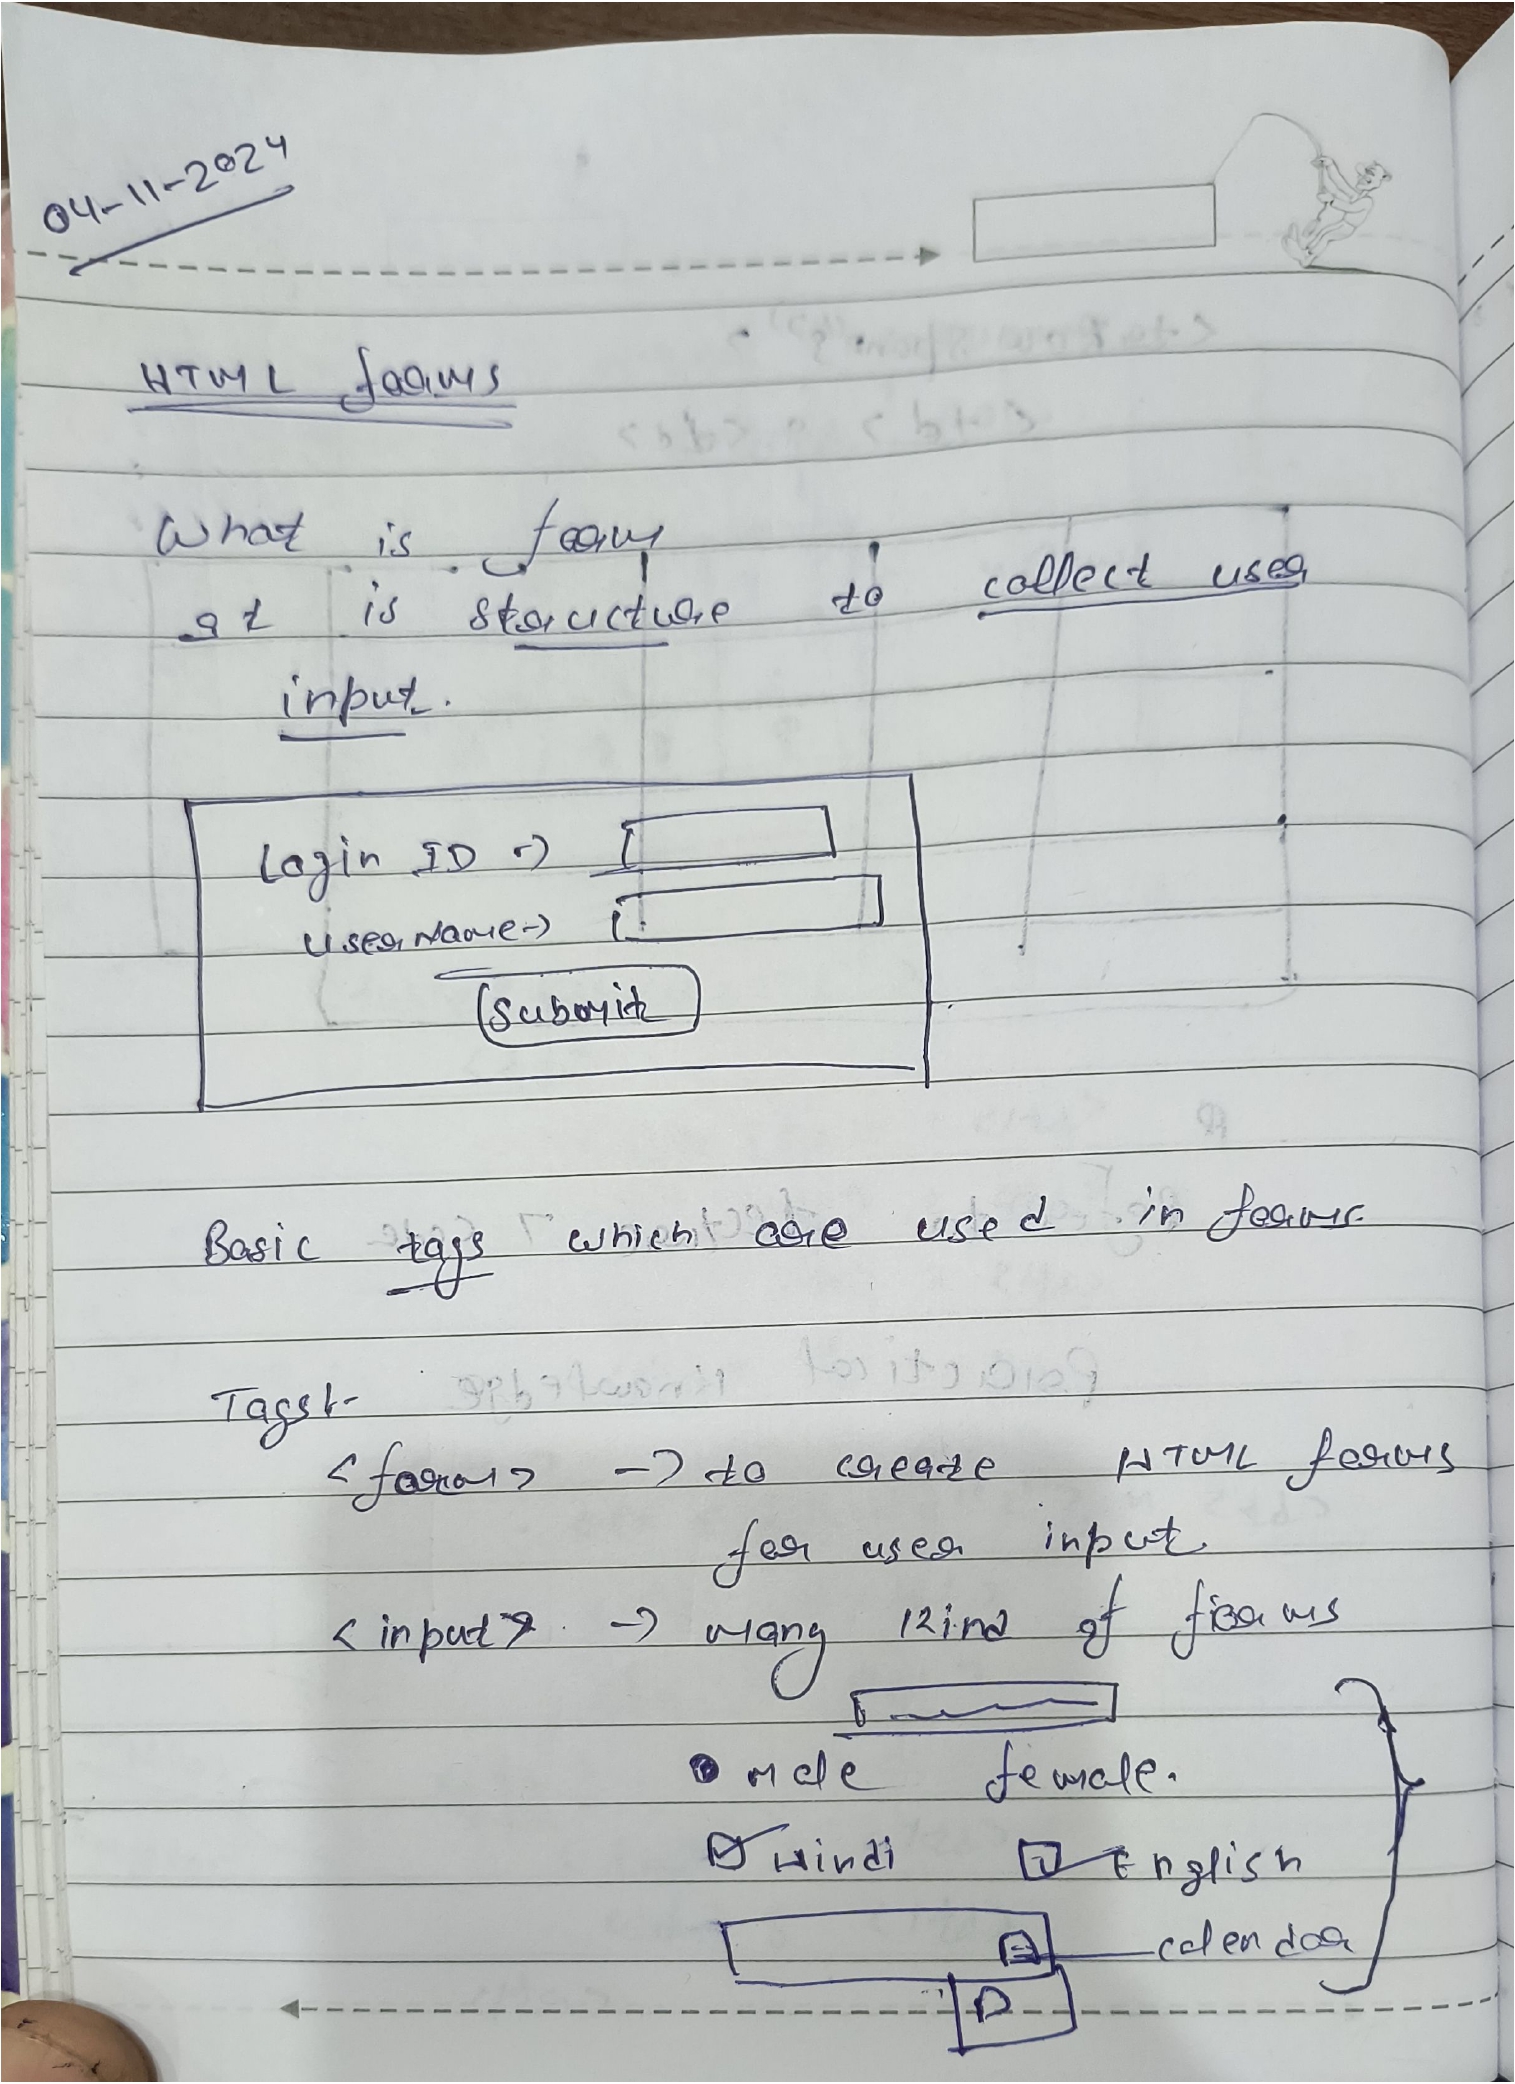 04-11-2024
HTML forms
What is form
It is structure to collect user
input.
Login ID →
userName →
Submit
Basic tags which are used in forms.
Tags:-
<form> → to create HTML forms
for user input
<input> → many kind of forms
male female.
Hindi English
calendar
D